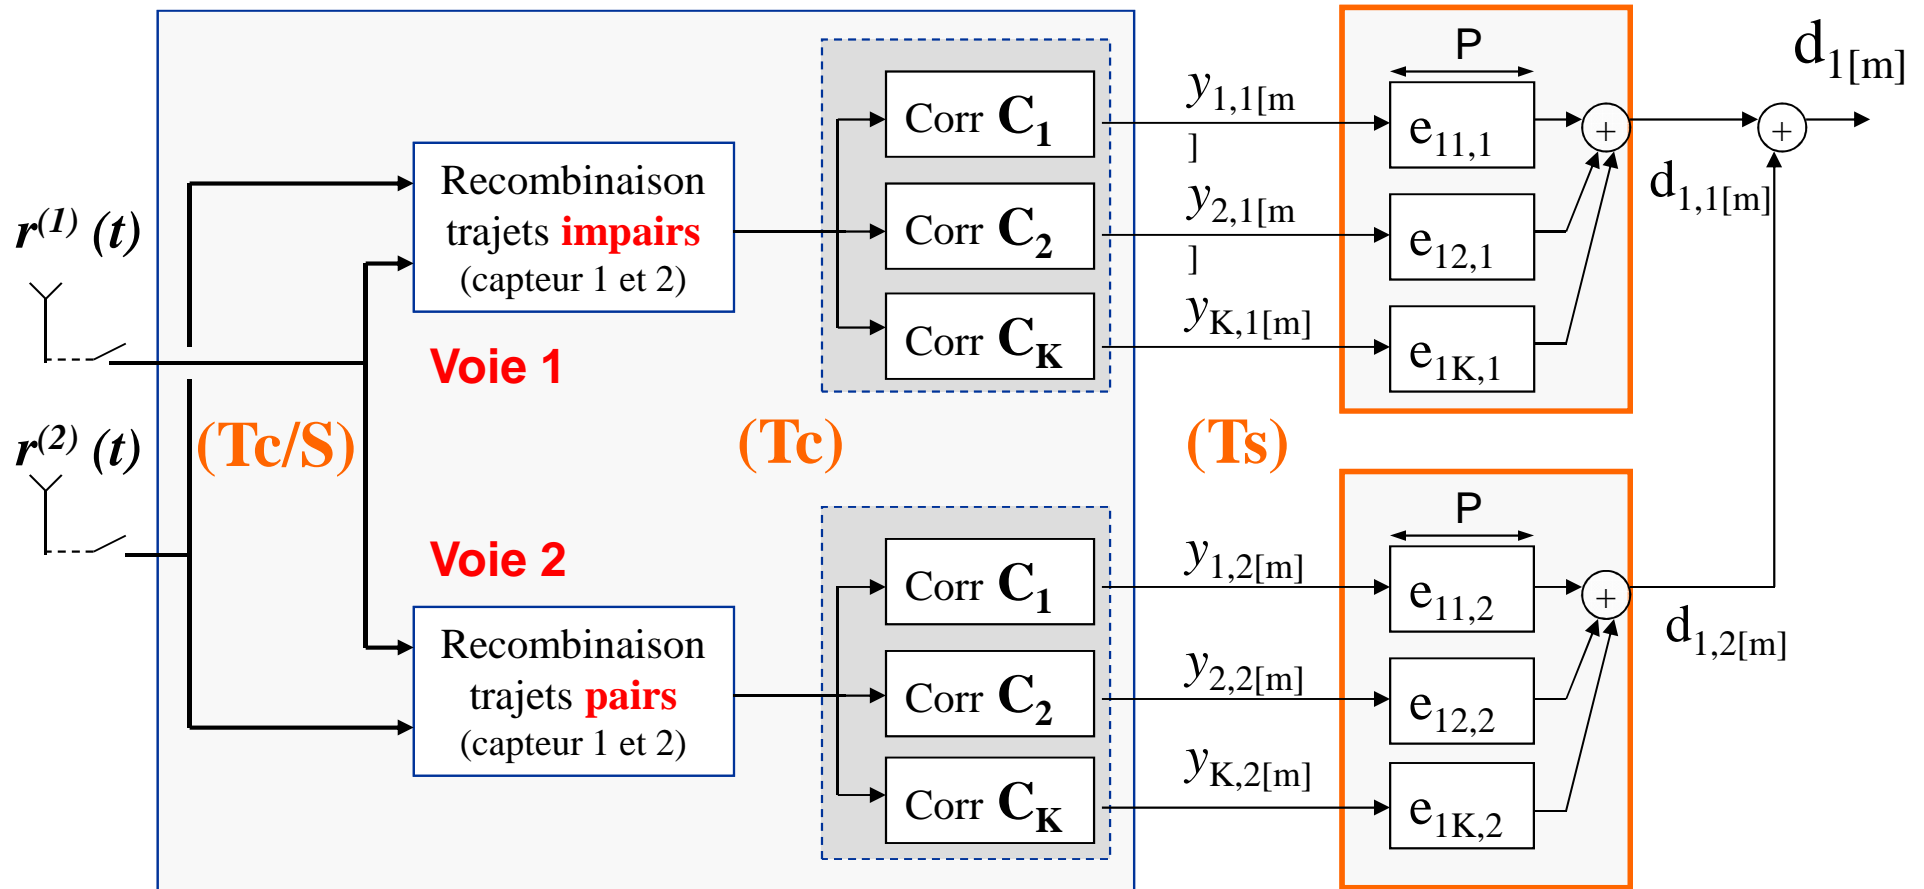 r(1) (t)
r(2) (t)
(Tc/S)
Recombinaison
trajets impairs
(capteur 1 et 2)
Voie 1
Voie 2
Recombinaison
trajets pairs
(capteur 1 et 2)
(Tc)
Corr C1
Corr C2
Corr CK
Corr C1
Corr C2
Corr CK
y1,1[m
]
y2,1[m
]
yK,1[m]
(Ts)
y1,2[m]
y2,2[m]
yK,2[m]
P
e11,1
e12,1
e1K,1
+
P
e11,2
e12,2
e1K,2
+
d1,1[m]
d1,2[m]
+
d1[m]